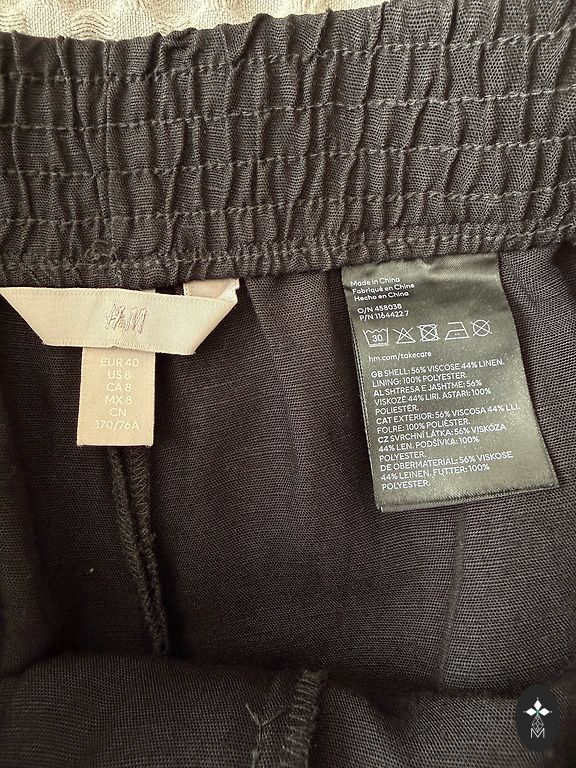 H&M
EUR 40
US 8
CA 8
MX 8
CN
170/76A
Made in China
Fabriqué en Chine
Hecho en China
O/N 458038
P/N 11644227
30
hm.com/takecare
GB SHELL: 56% VISCOSE 44% LINEN.
LINING: 100% POLYESTER.
AL SHTRESA E JASHTME: 56%
VISKOZË 44% LIRI. ASTARI: 100%
POLIESTER.
CAT EXTERIOR: 56% VISCOSA 44% LLI.
FOLRE: 100% POLIÈSTER.
CZ SVRCHNÍ LÁTKA: 56% VISKÓZA
44% LEN. PODŠÍVKA: 100%
POLYESTER.
DE OBERMATERIAL: 56% VISKOSE
44% LEINEN. FUTTER: 100%
POLYESTER.
M